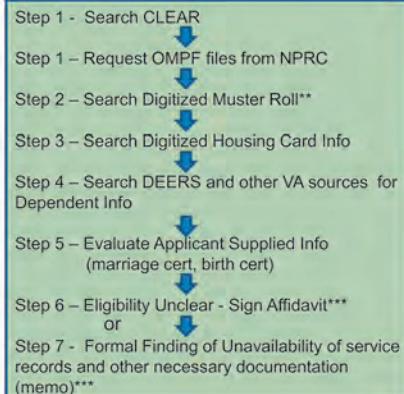 Step 1 - Search CLEAR
Step 1 – Request OMPF files from NPRC
Step 2 – Search Digitized Muster Roll**
Step 3 – Search Digitized Housing Card Info
Step 4 – Search DEERS and other VA sources for
Dependent Info
Step 5 – Evaluate Applicant Supplied Info
(marriage cert, birth cert)
Step 6 – Eligibility Unclear - Sign Affidavit***
or
Step 7 - Formal Finding of Unavailability of service
records and other necessary documentation
(memo)***